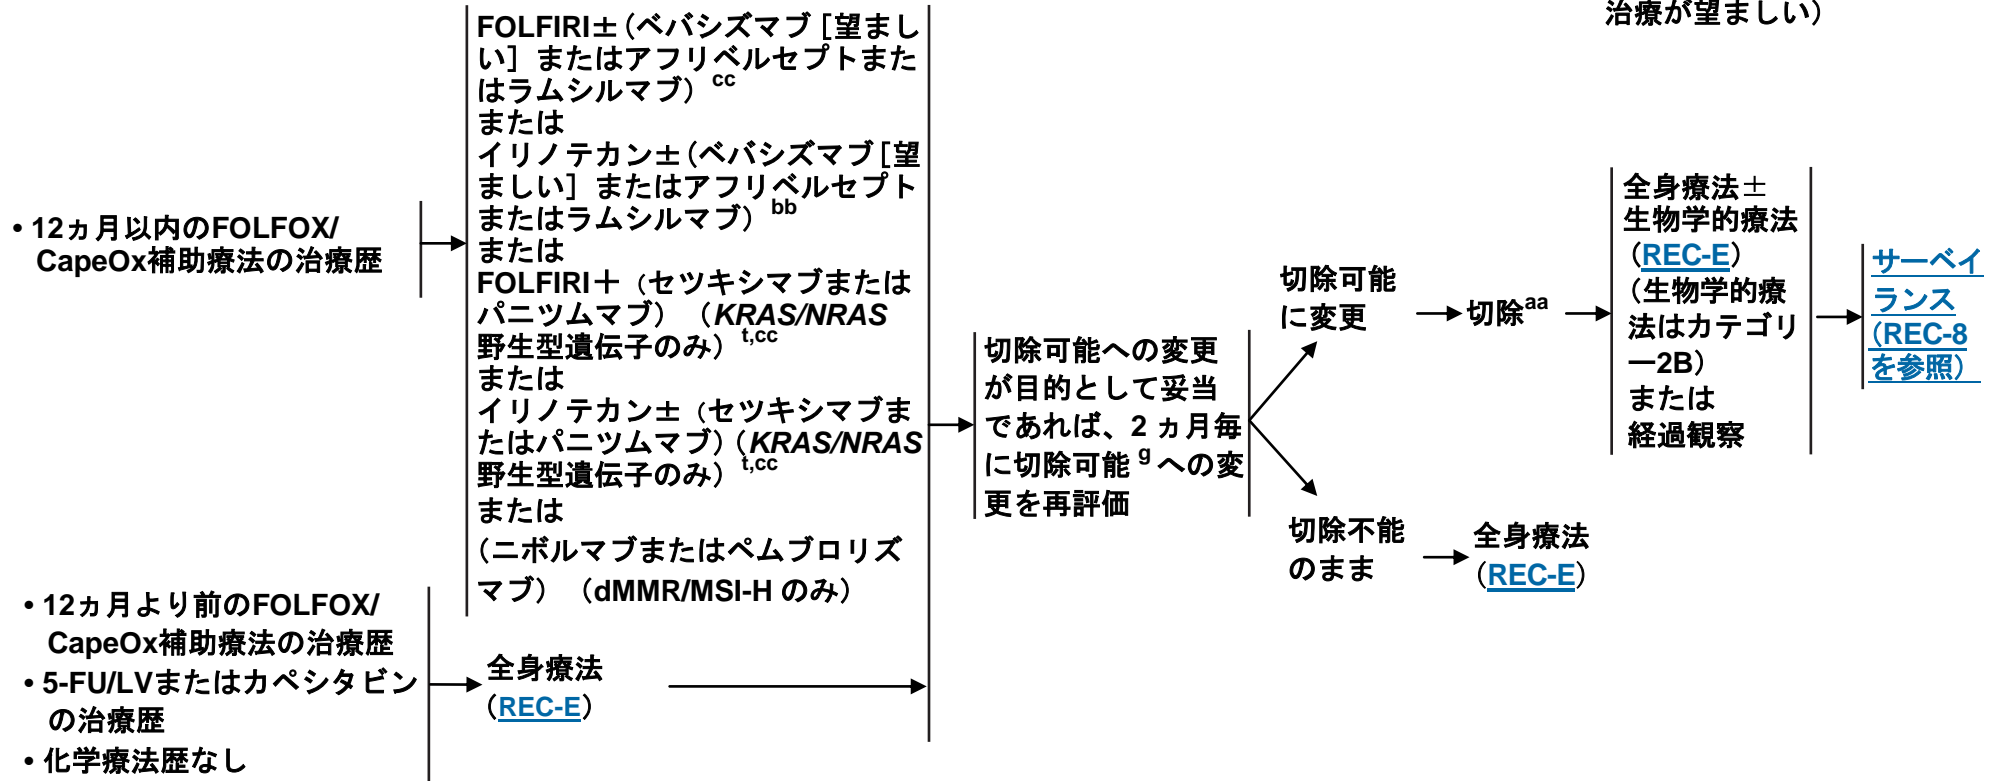 治療が望ましい）
• 12ヵ月以内のFOLFOX/
CapeOx補助療法の治療歴
FOLFIRI±（ベバシズマブ［望まし
い］またはアフリベルセプトまた
はラムシルマブ）cc
または
イリノテカン±（ベバシズマブ［望
ましい］またはアフリベルセプト
またはラムシルマブ）bb
または
FOLFIRI＋（セツキシマブまたは
パニツムマブ）（KRAS/NRAS
野生型遺伝子のみ）t,cc
または
イリノテカン±（セツキシマブま
たはパニツムマブ）（KRAS/NRAS
野生型遺伝子のみ）t,cc
または
（ニボルマブまたはペムブロリズ
マブ）（dMMR/MSI-H のみ）
• 12ヵ月より前のFOLFOX/
CapeOx補助療法の治療歴
• 5-FU/LVまたはカペシタビン
の治療歴
• 化学療法歴なし
全身療法
（REC-E）
切除可能への変更
が目的として妥当
であれば、2 ヵ月毎
に切除可能 g への変
更を再評価
切除可能
に変更
切除aa
全身療法±
生物学的療法
（REC-E）
（生物学的療
法はカテゴリ
ー2B）
または
経過観察
サーベイ
ランス
（REC-8
を参照）
切除不能
のまま
全身療法
（REC-E）